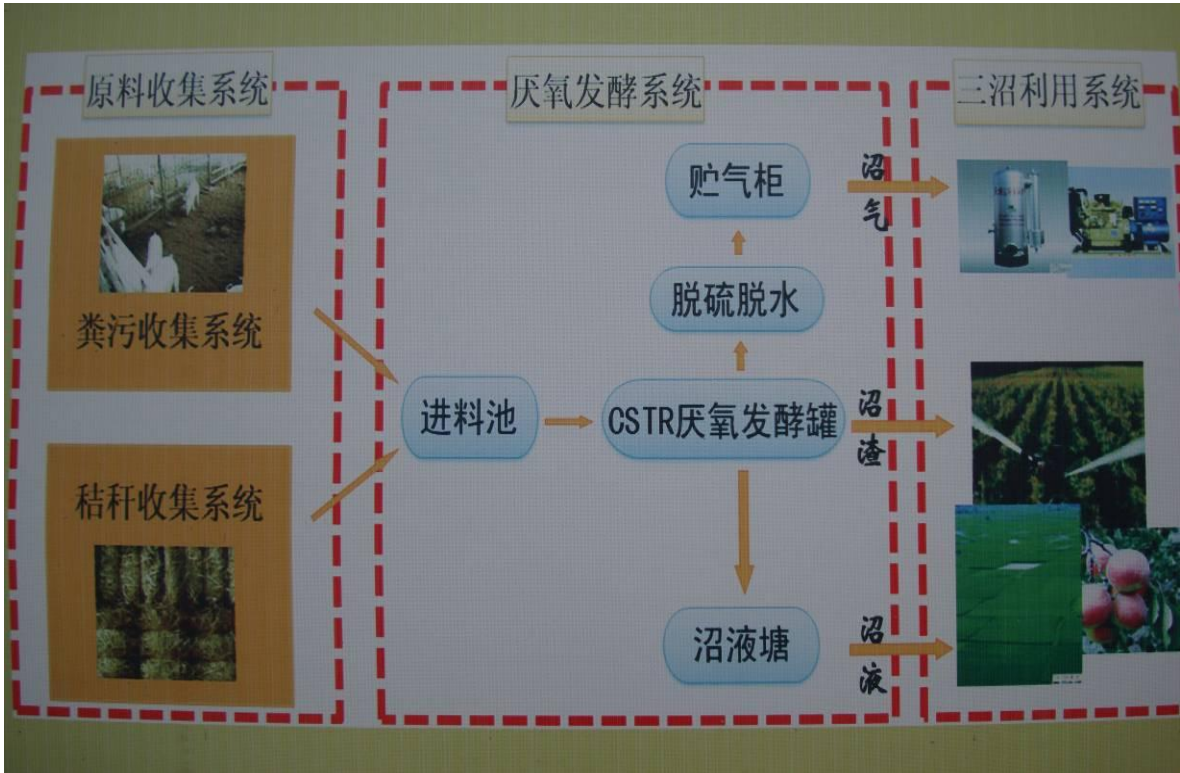 原料收集系统
粪污收集系统
秸秆收集系统
厌氧发酵系统
贮气柜
脱硫脱水
进料池
CSTR厌氧发酵罐
沼液塘
沼气
沼渣
沼液
三沼利用系统